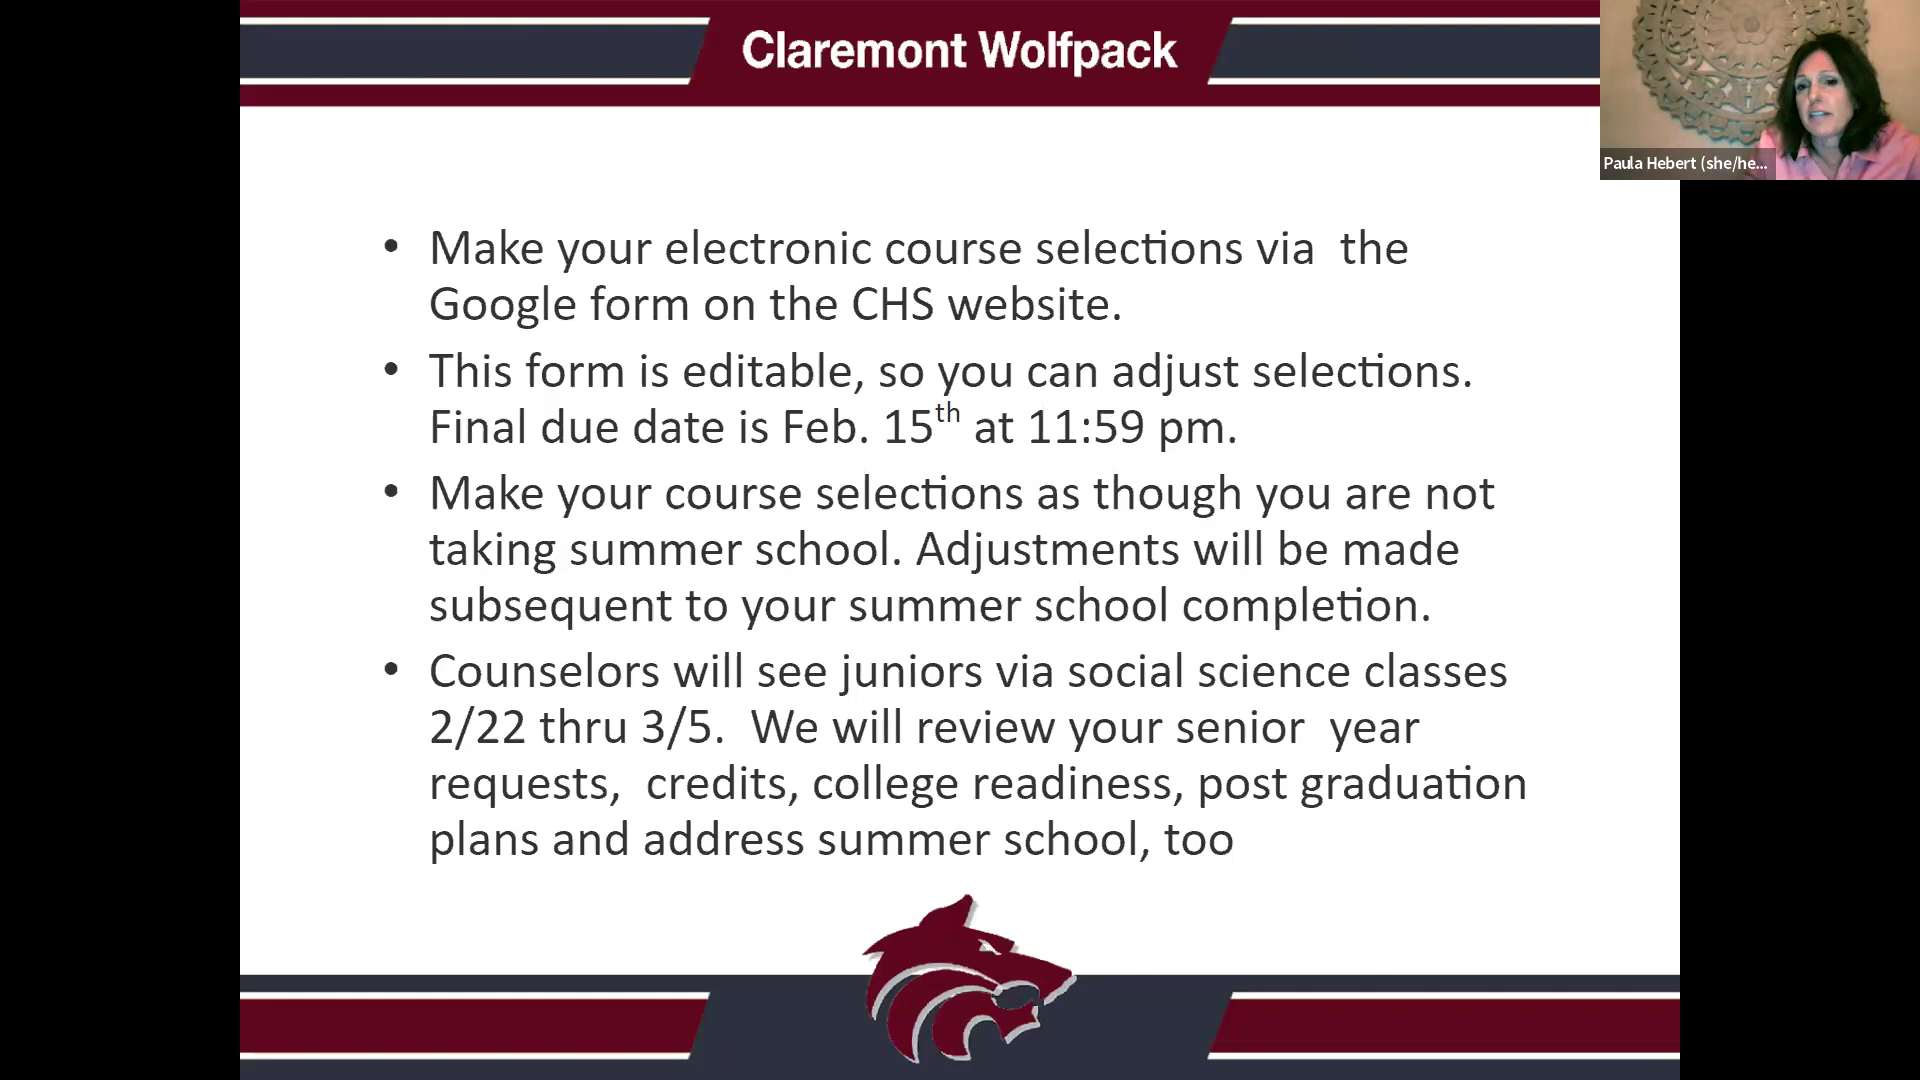 Claremont Wolfpack
Paula Hebert (she/he...
• Make your electronic course selections via  the
Google form on the CHS website.
• This form is editable, so you can adjust selections.
Final due date is Feb. 15th at 11:59 pm.
• Make your course selections as though you are not
taking summer school. Adjustments will be made
subsequent to your summer school completion.
• Counselors will see juniors via social science classes
2/22 thru 3/5.  We will review your senior  year
requests,  credits, college readiness, post graduation
plans and address summer school, too